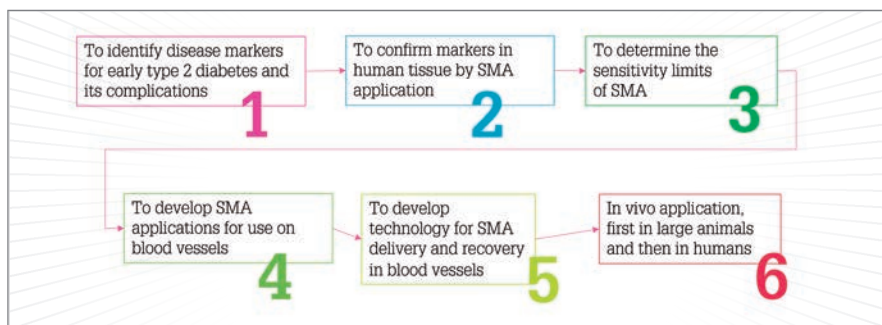 To identify disease markers
for early type 2 diabetes and
its complications
1
To confirm markers in
human tissue by SMA
application
2
To determine the
sensitivity limits
of SMA
3
To develop SMA
applications for use on
blood vessels
4
To develop
technology for SMA
delivery and recovery
in blood vessels
5
In vivo application,
first in large animals
and then in humans
6